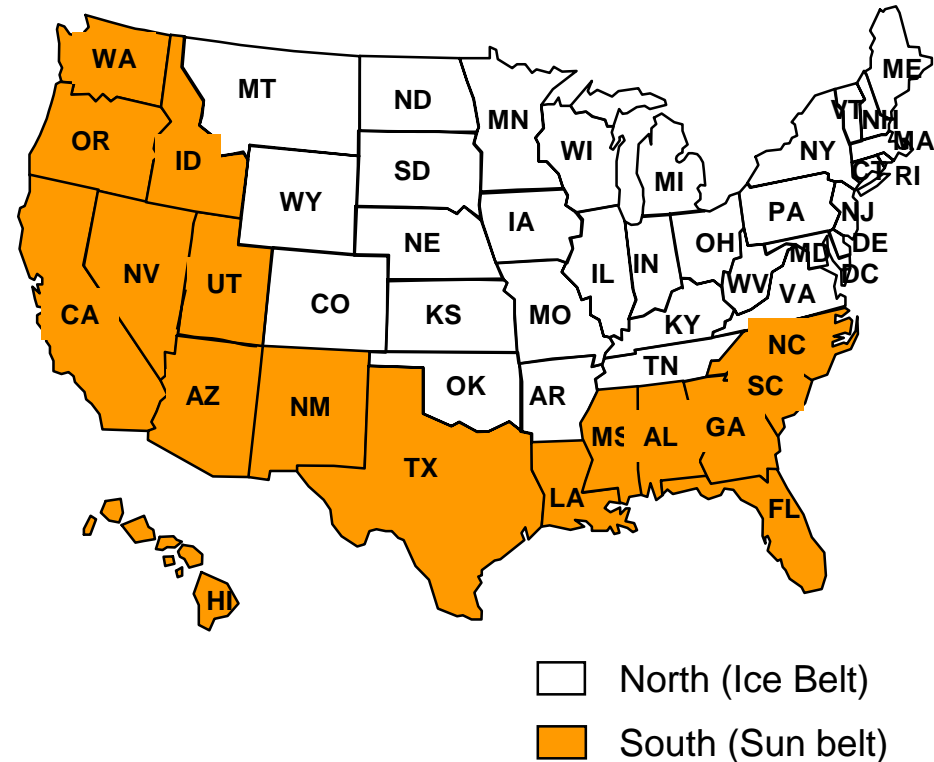 WA
MT
ND
MN
ME
VT
NH
MA
OR
ID
SD
WI
MI
NY
CT
RI
WY
IA
PA
NJ
NV
UT
NE
IL
IN
OH
MD
DE
DC
CA
CO
KS
MO
WV
VA
KY
NC
TN
AZ
NM
OK
AR
SC
TX
MS
AL
GA
LA
FL
HI
North (Ice Belt)
South (Sun belt)